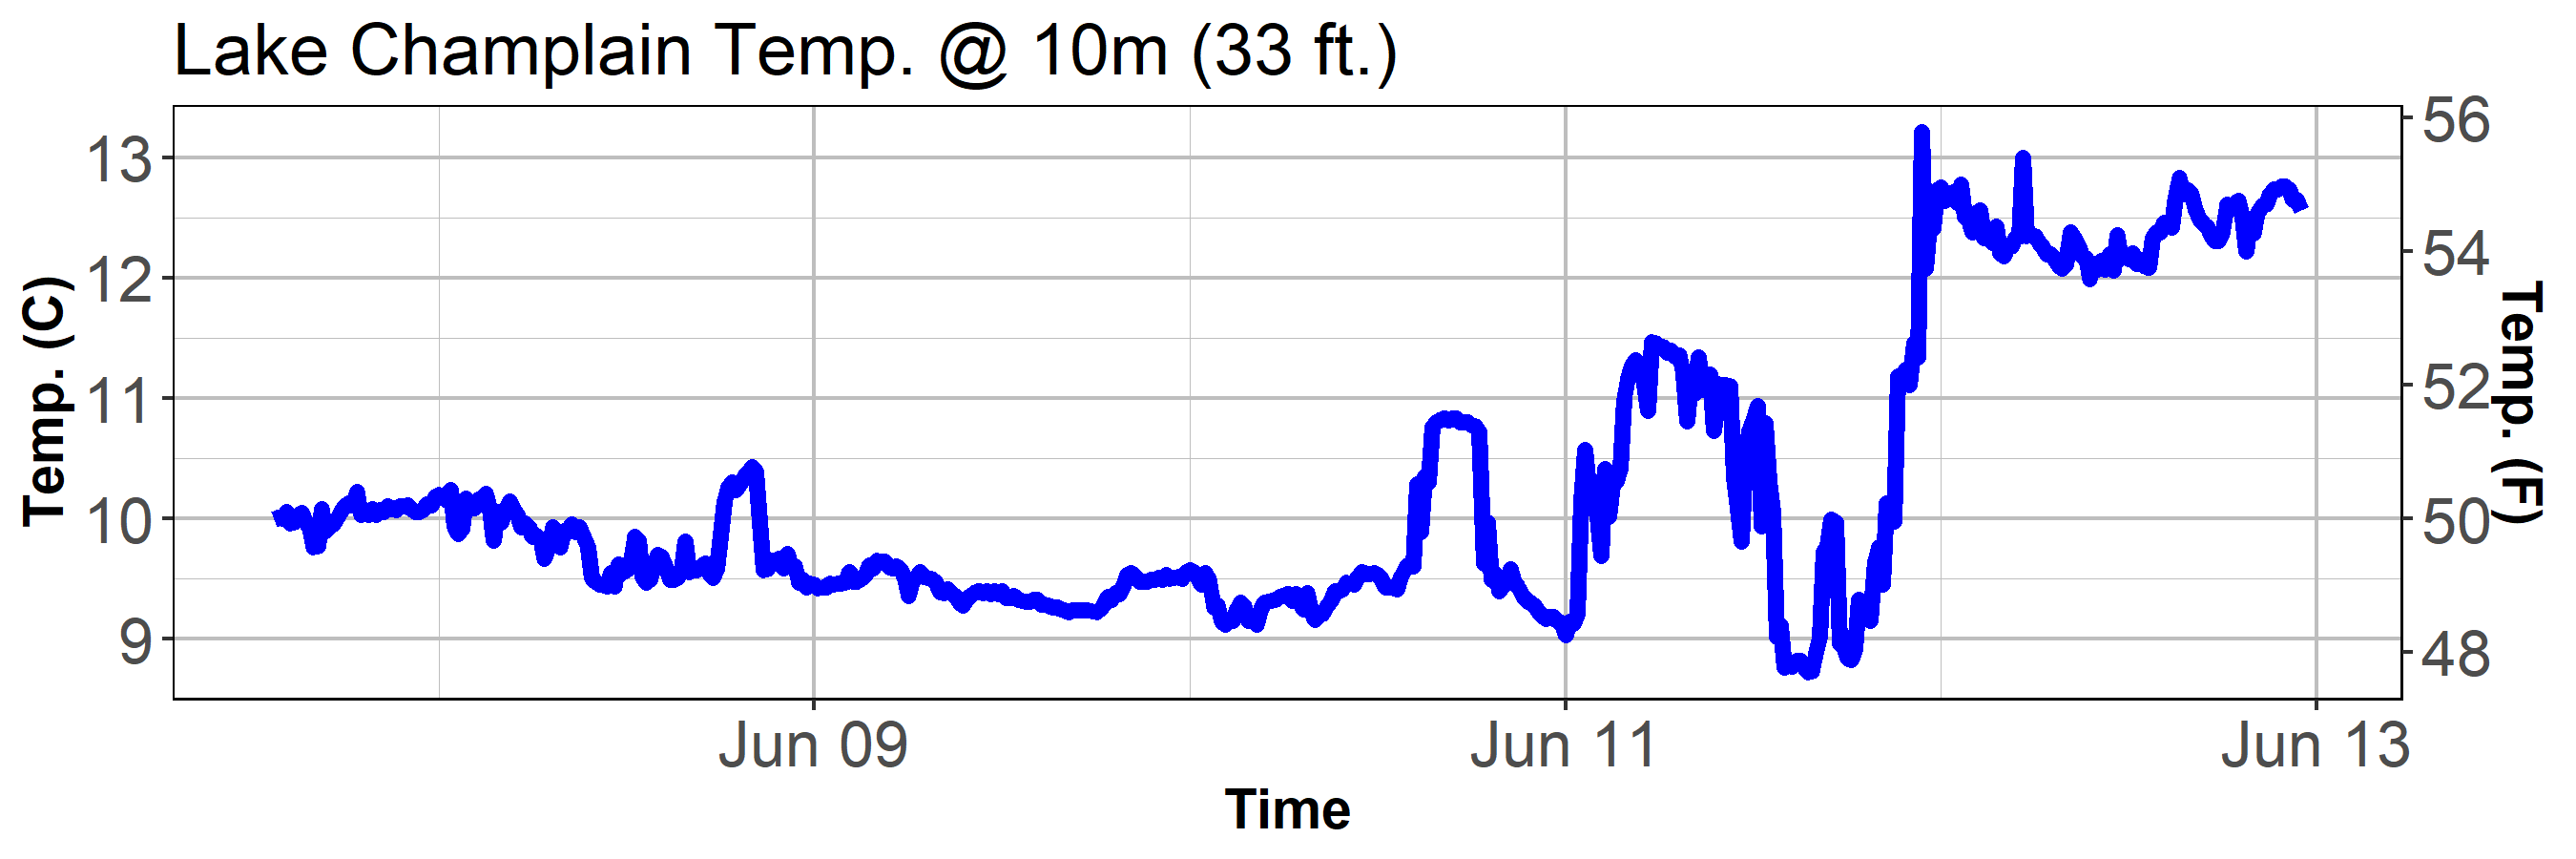 Lake Champlain Temp. @ 10m (33 ft.)
Temp. (C)
13
12
11
10
9
56
54
52
50
48
Temp. (F)
Jun 09
Jun 11
Jun 13
Time